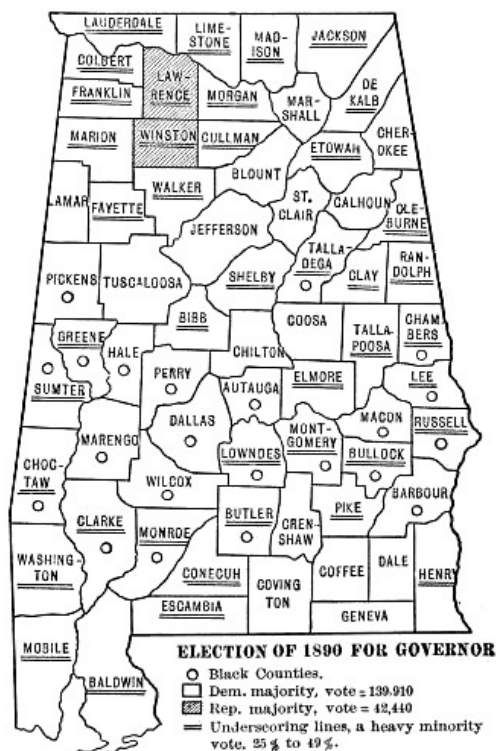 LAUDERDALE
LIME-
STONE
MAD-
ISON
JACKSON
COLBERT
LAW-
RENCE
FRANKLIN
MORGAN
MAR-
SHALL
DE
KALB
MARION
WINSTON
CULLMAN
ETOWAH
CHER-
OKEE
BLOUNT
WALKER
LAMAR
FAYETTE
ST.
CLAIR
CALHOUN
CLE-
BURNE
JEFFERSON
TALLA-
DEGA
RAN-
DOLPH
PICKENS
TUSCALOOSA
SHELBY
CLAY
BIBB
COOSA
TALLA-
POOSA
CHAM
BERS
GREENE
HALE
CHILTON
SUMTER
PERRY
AUTAUGA
ELMORE
LEE
MACON
DALLAS
RUSSELL
MARENGO
LOWNDES
MONT-
GOMERY
BULLOCK
CHOC-
TAW
WILCOX
BARBOUR
CLARKE
BUTLER
CREN-
SHAW
PIKE
MONROE
WASHING-
TON
CONECUH
COVING
TON
COFFEE
DALE
HENRY
ESCAMBIA
GENEVA
MOBILE
BALDWIN
ELECTION OF 1890 FOR GOVERNOR
Black Counties.
Dem. majority, vote = 139.910
Rep. majority, vote = 42,440
Underscoring lines, a heavy minority
vote. 25% to 49%.